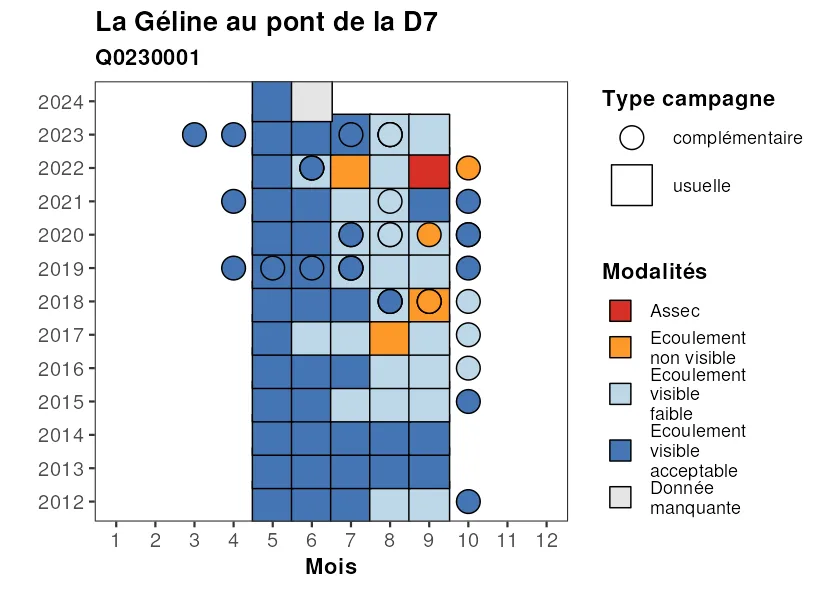 La Géline au pont de la D7
Q0230001
2024
2023
2022
2021
2020
2019
2018
2017
2016
2015
2014
2013
2012
1 2 3 4 5 6 7 8 9 10 11 12
Mois
Type campagne
complémentaire
usuelle
Modalités
Assec
Ecoulement
non visible
Ecoulement
visible
faible
Ecoulement
visible
acceptable
Donnée
manquante